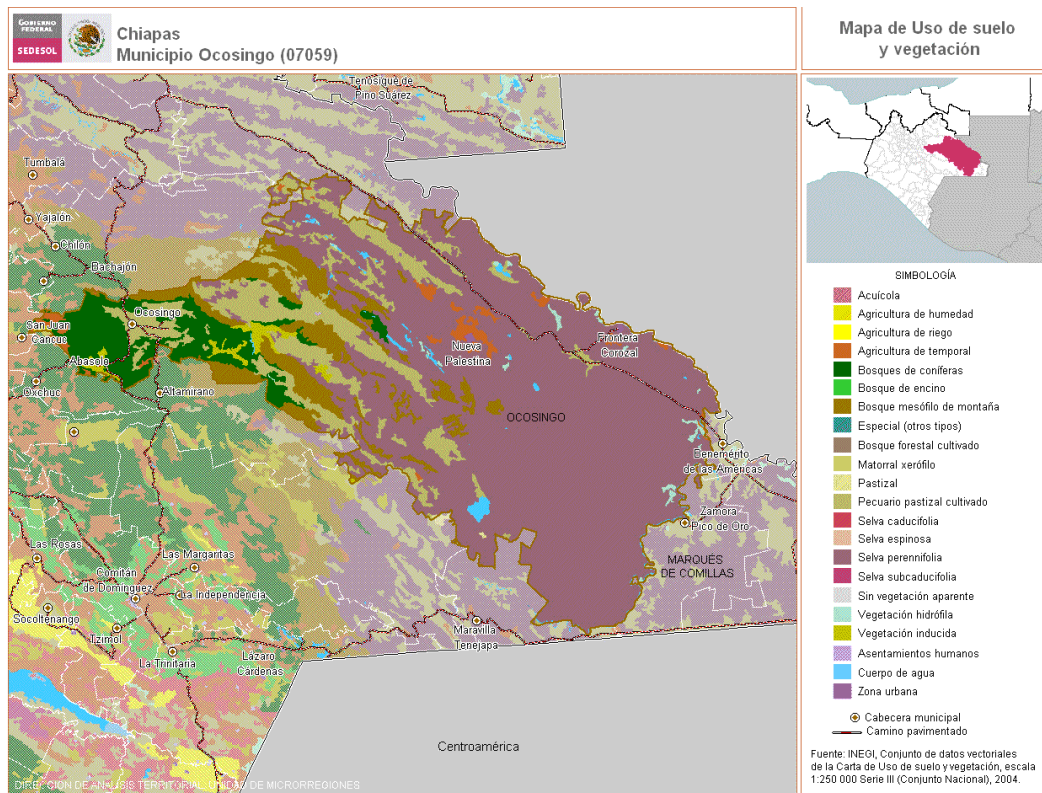 GOBIERNO
FEDERAL
SEDESOL
Chiapas
Municipio Ocosingo (07059)
Mapa de Uso de suelo
y vegetación
Tenosique de
Pino Suárez
Tumbalá
Yajalón
Chilón
Bachajón
Ocosingo
San Juan
Cancuc
Abasolo
Oxchuc
Altamirano
Nueva
Palestina
Frontera
Corozal
OCOSINGO
Benemérito
de las Américas
Zamora
Pico de Oro
MARQUÉS
DE COMILLAS
Las Rosas
Las Margaritas
Comitán
de Domínguez
La Independencia
Socoltenango
Tzimol
La Trinitaria
Lázaro
Cárdenas
Maravilla
Tenejapa
Centroamérica
DIRECCIÓN DE ANÁLISIS TERRITORIAL, UNIDAD DE MICRORREGIONES
SIMBOLOGÍA
Acuícola
Agricultura de humedad
Agricultura de riego
Agricultura de temporal
Bosques de coníferas
Bosque de encino
Bosque mesófilo de montaña
Especial (otros tipos)
Bosque forestal cultivado
Matorral xerófilo
Pastizal
Pecuario pastizal cultivado
Selva caducifolia
Selva espinosa
Selva perennifolia
Selva subcaducifolia
Sin vegetación aparente
Vegetación hidrófila
Vegetación inducida
Asentamientos humanos
Cuerpo de agua
Zona urbana
Cabecera municipal
Camino pavimentado
Fuente: INEGI, Conjunto de datos vectoriales
de la Carta de Uso de suelo y vegetación, escala
1:250 000 Serie III (Conjunto Nacional), 2004.